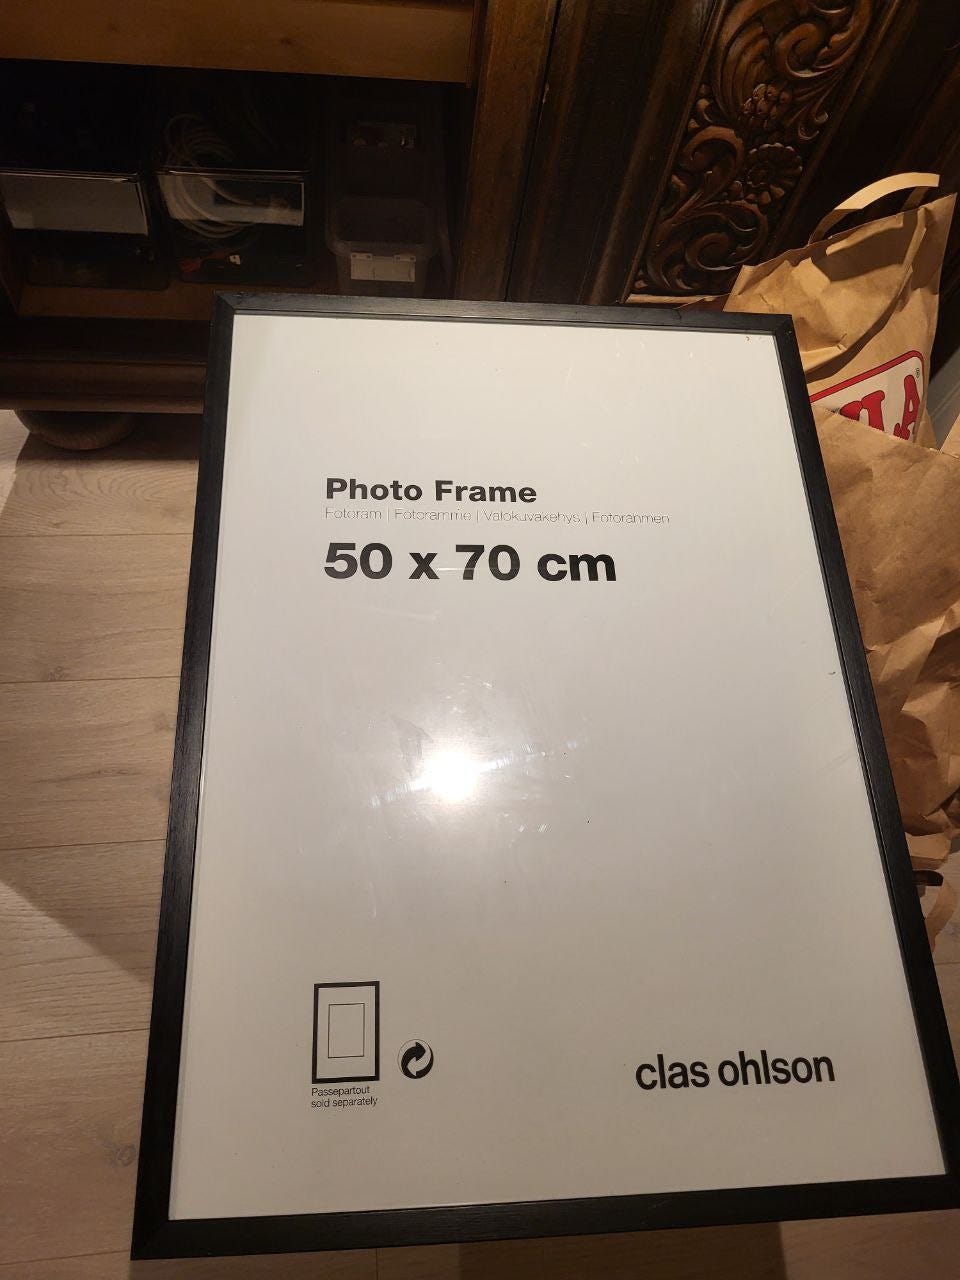 Photo Frame
Fotoram | Fotoramme | Valokuvakehys | Fotorahmen
50 x 70 cm
Passepartout
sold separately
clas ohlson